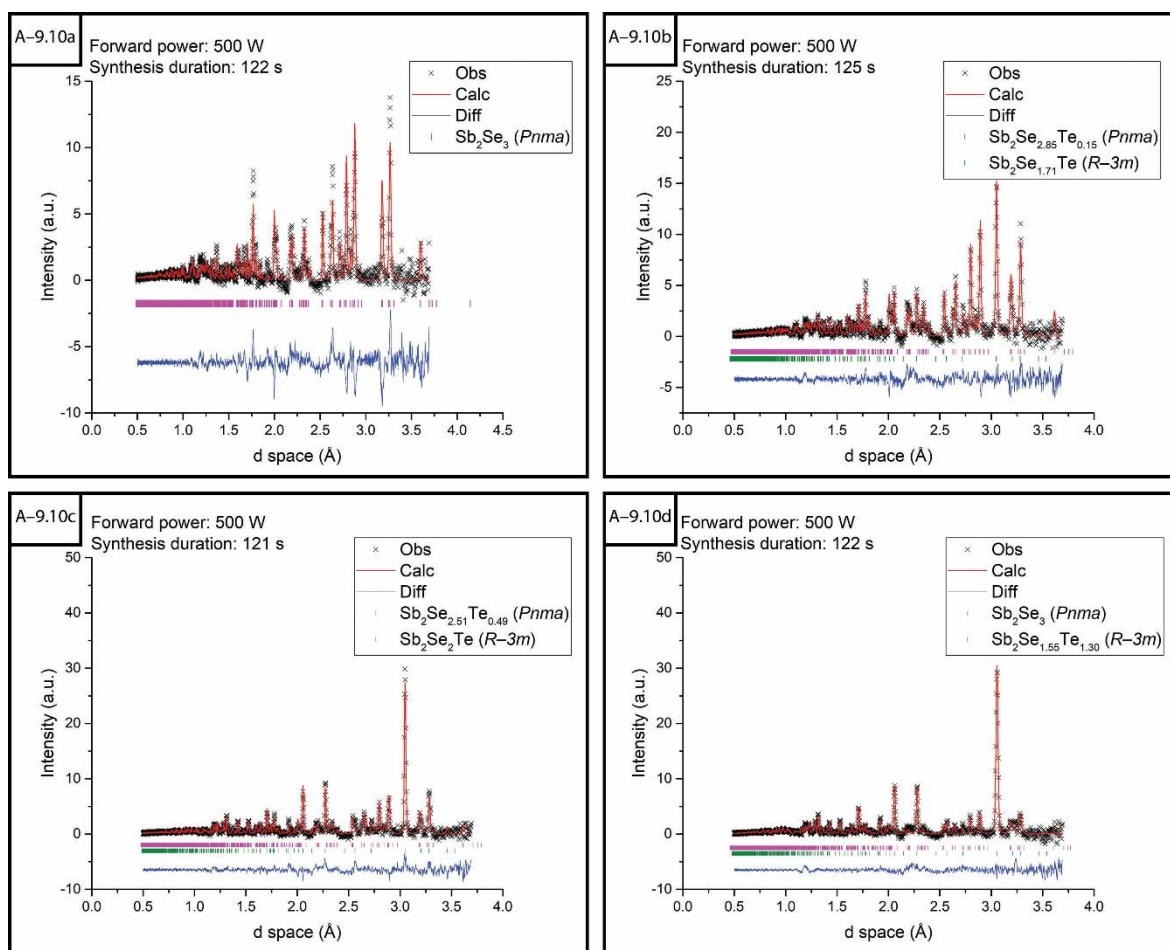 A–9.10a
Forward power: 500 W
Synthesis duration: 122 s
Obs
Calc
Diff
Sb₂Se₃ (Pnma)
Intensity (a.u.)
15
10
5
0
-5
-10
0.0 0.5 1.0 1.5 2.0 2.5 3.0 3.5 4.0 4.5
d space (Å)
A–9.10b
Forward power: 500 W
Synthesis duration: 125 s
Obs
Calc
Diff
Sb₂Se₂.₈₅Te₀.₁₅ (Pnma)
Sb₂Se₁.₇₁Te (R–3m)
Intensity (a.u.)
25
20
15
10
5
0
-5
0.0 0.5 1.0 1.5 2.0 2.5 3.0 3.5 4.0
d space (Å)
A–9.10c
Forward power: 500 W
Synthesis duration: 121 s
Obs
Calc
Diff
Sb₂Se₂.₅₁Te₀.₄₉ (Pnma)
Sb₂Se₂Te (R–3m)
Intensity (a.u.)
50
40
30
20
10
0
-10
0.0 0.5 1.0 1.5 2.0 2.5 3.0 3.5 4.0
d space (Å)
A–9.10d
Forward power: 500 W
Synthesis duration: 122 s
Obs
Calc
Diff
Sb₂Se₃ (Pnma)
Sb₂Se₁.₅₅Te₁.₃₀ (R–3m)
Intensity (a.u.)
50
40
30
20
10
0
-10
0.0 0.5 1.0 1.5 2.0 2.5 3.0 3.5 4.0
d space (Å)